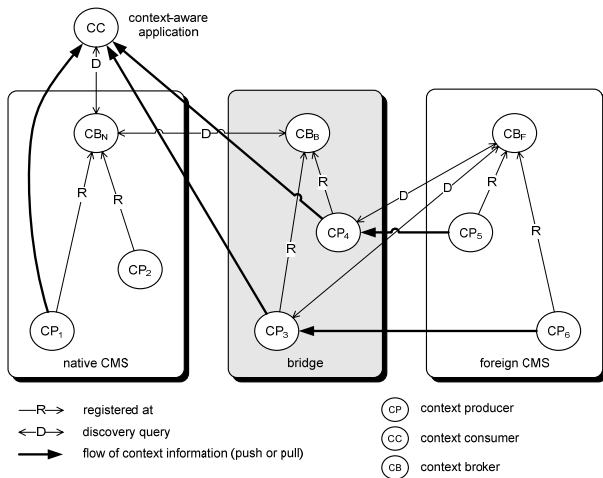 CC
context-aware
application
D
CB_N
D
CB_B
CB_F
R
R
R
D
D
R
CP_4
CP_5
R
R
CP_2
CP_1
CP_3
CP_6
native CMS
bridge
foreign CMS
R registered at
D discovery query
flow of context information (push or pull)
CP context producer
CC context consumer
CB context broker